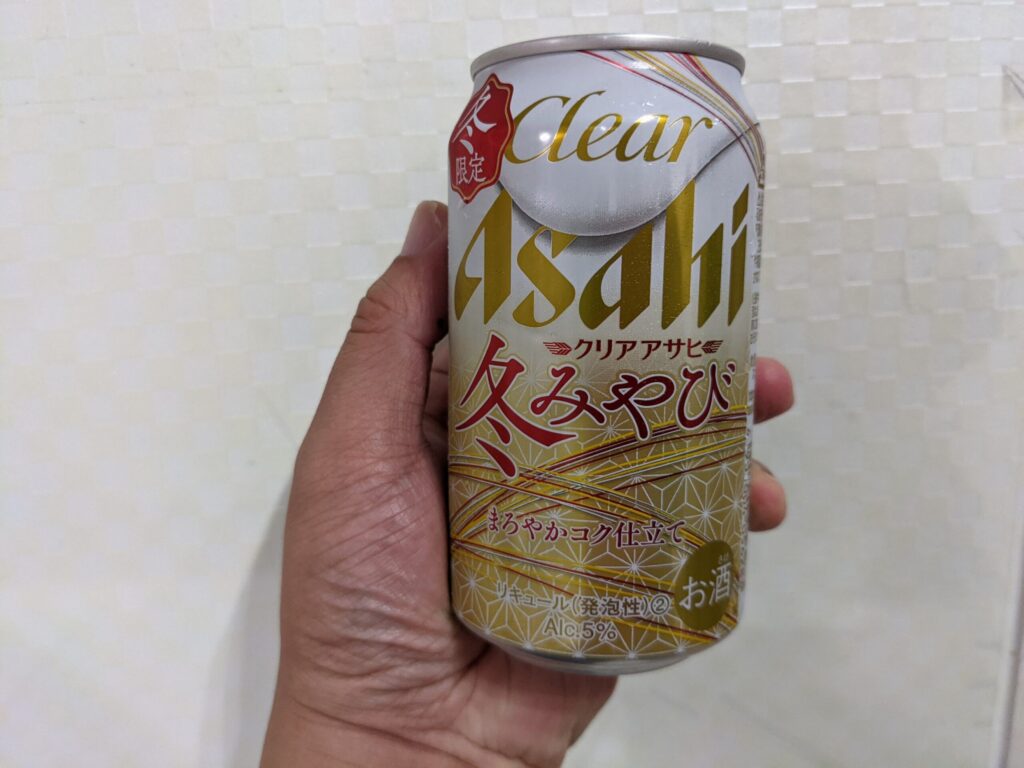 冬
限定
Clear
Asahi
クリアアサヒ
冬みやび
まろやかコク仕立て
お酒
リキュール(発泡性)②
Alc.5%